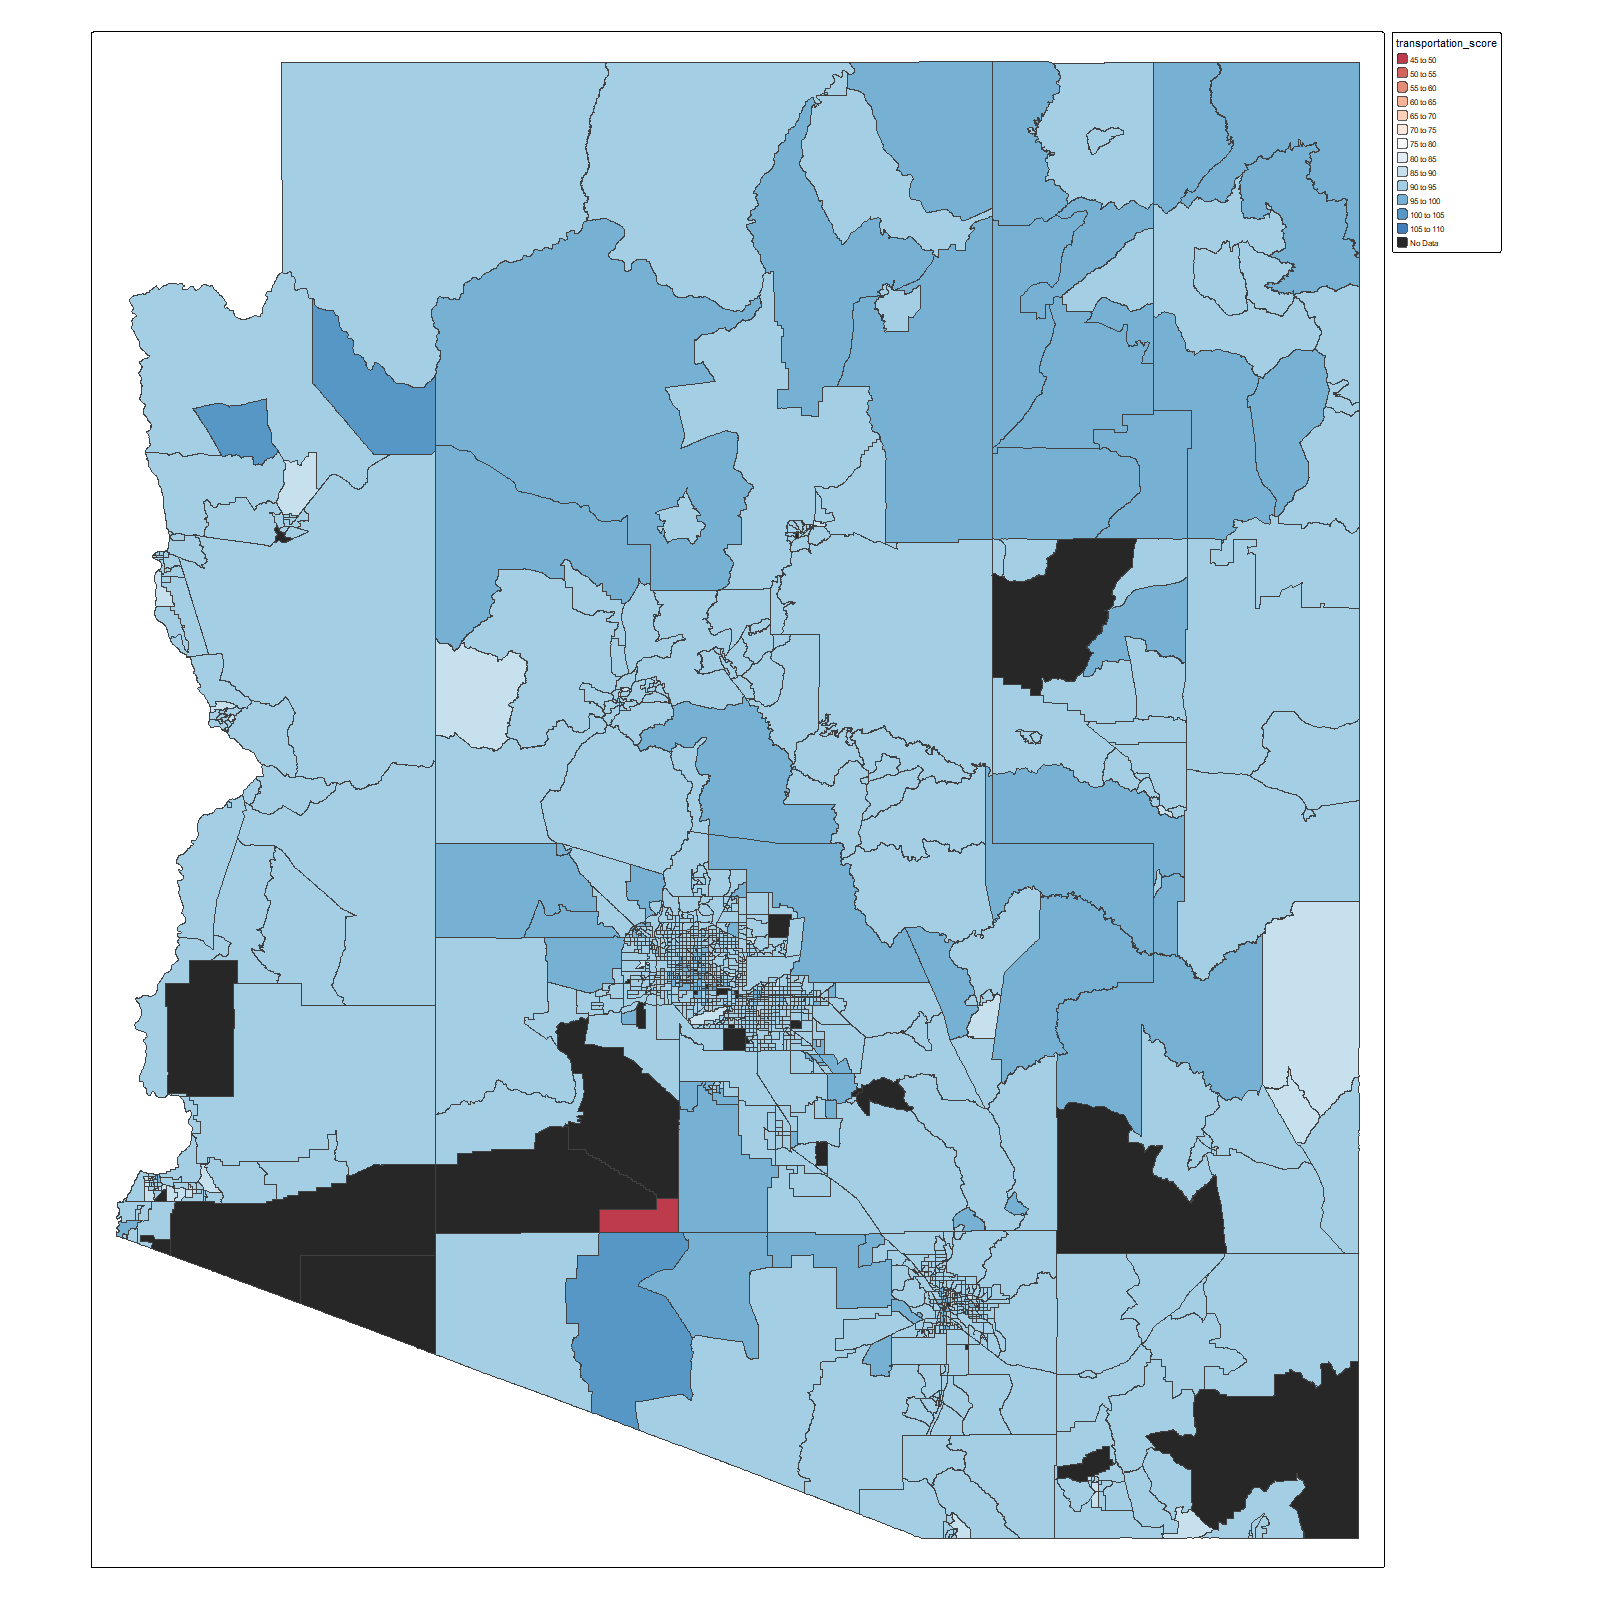 transportation_score
45 to 50
50 to 55
55 to 60
60 to 65
65 to 70
70 to 75
75 to 80
80 to 85
85 to 90
90 to 95
95 to 100
100 to 105
105 to 110
No Data